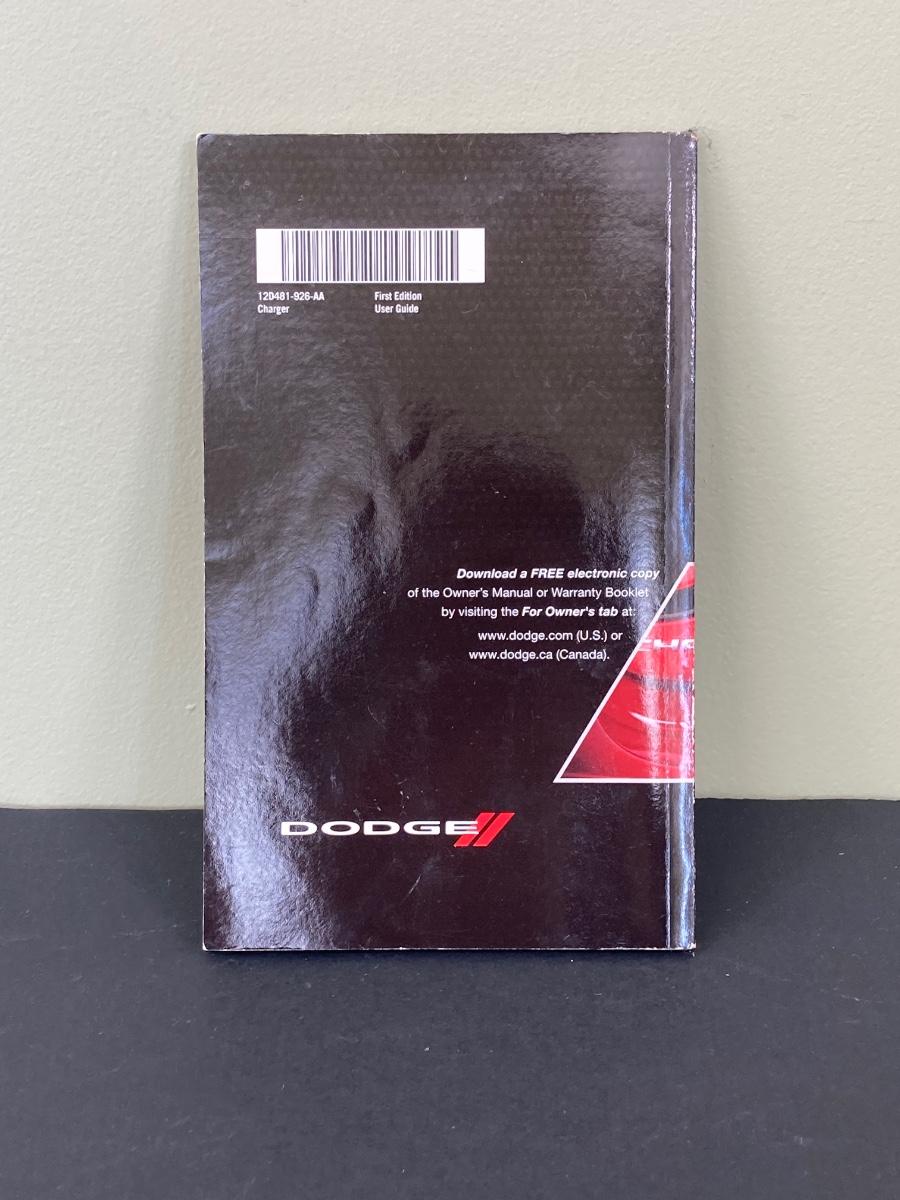 12D481-926-AA First Edition
Charger User Guide
Download a FREE electronic copy
of the Owner's Manual or Warranty Booklet
by visiting the For Owner's tab at:
www.dodge.com (U.S.) or
www.dodge.ca (Canada).
DODGE